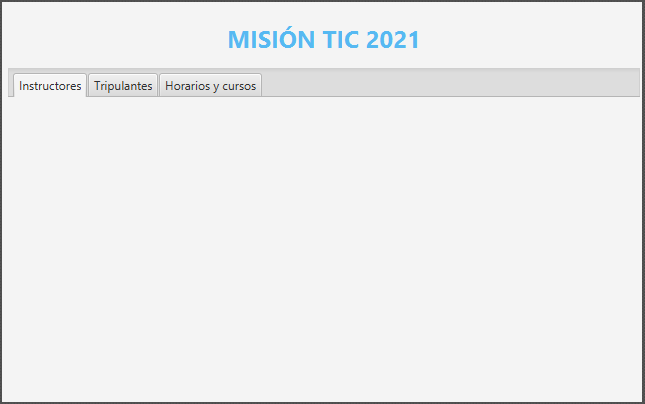 MISIÓN TIC 2021
Instructores Tripulantes Horarios y cursos